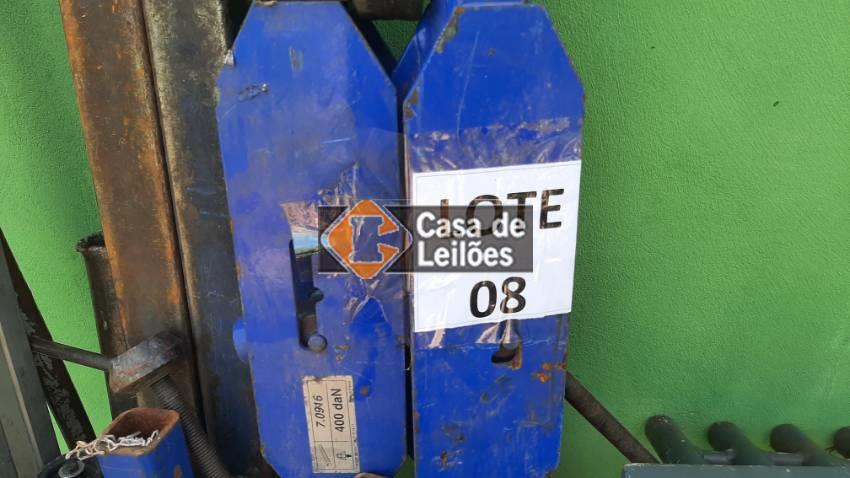 LOTE
08
Casa de
Leilões
7.0916
400 daN